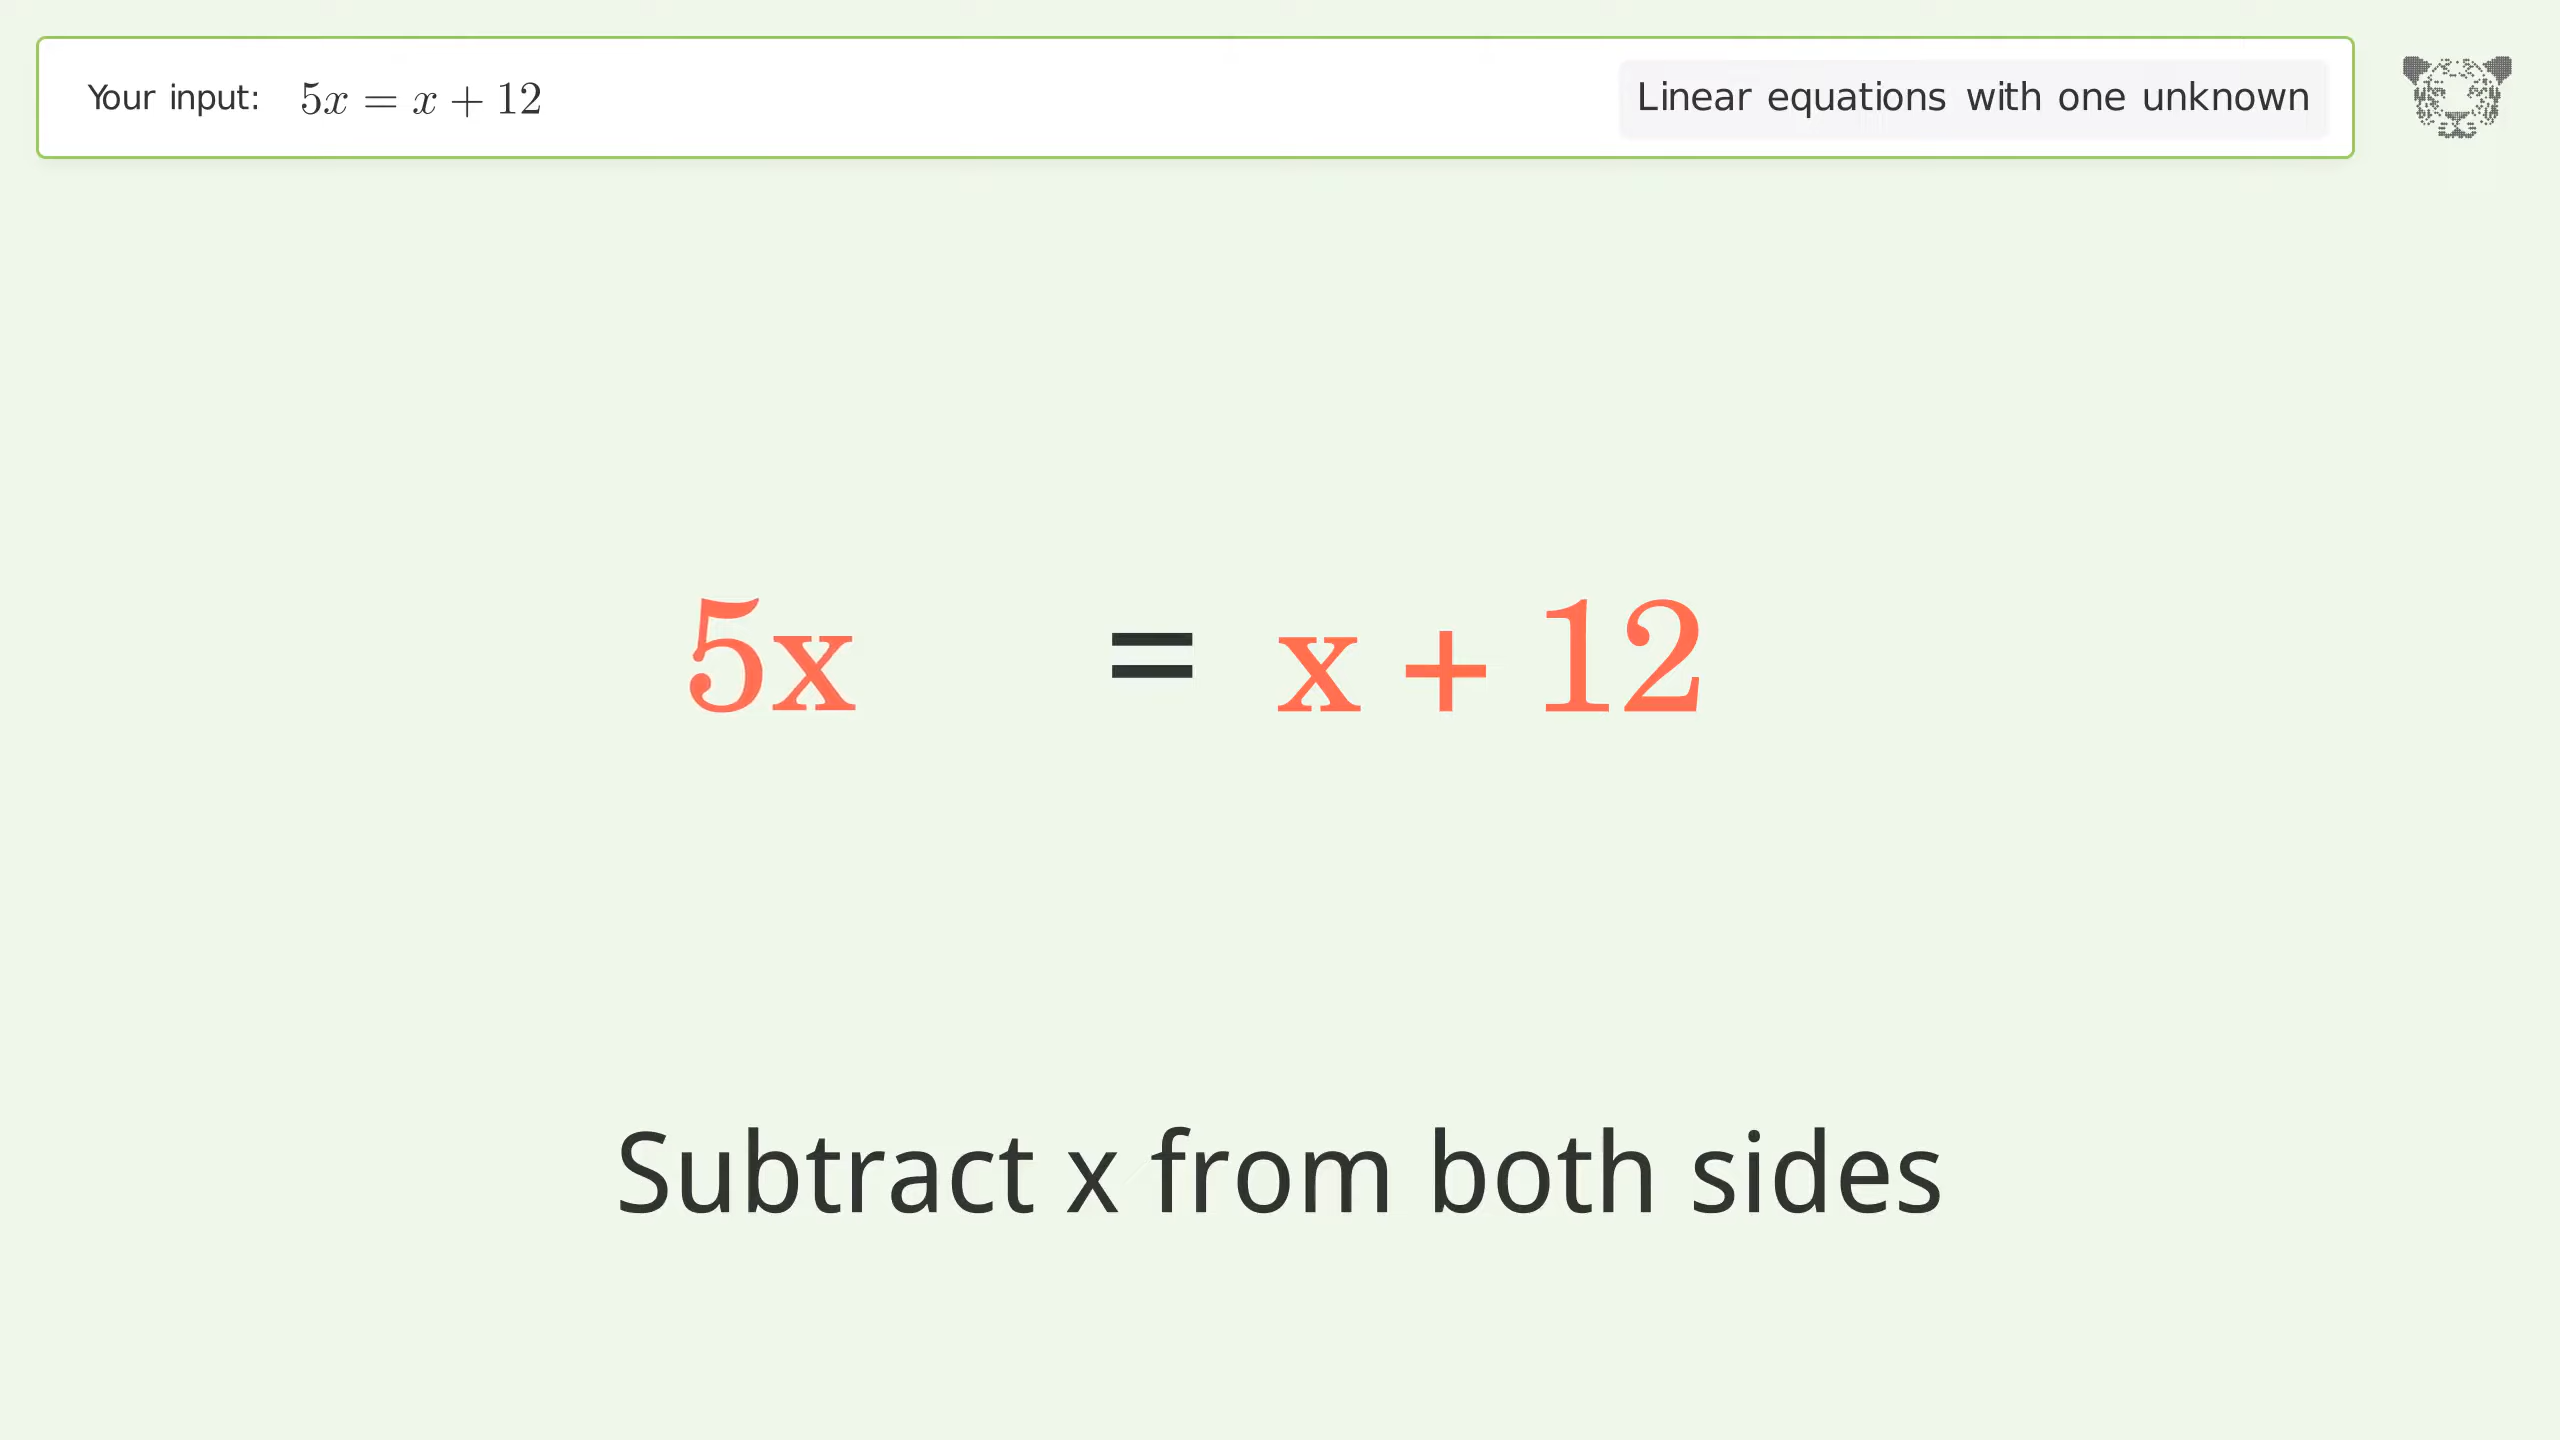 Your input: 5x = x + 12
Linear equations with one unknown
5x = x + 12
Subtract x from both sides